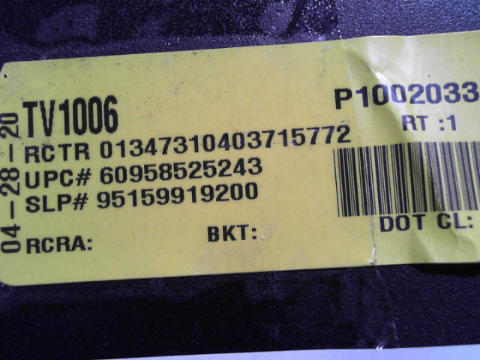 04-28-20
TV1006
P1002033
RT :1
RCTR 01347310403715772
UPC# 60958525243
SLP# 95159919200
RCRA:
BKT:
DOT CL: